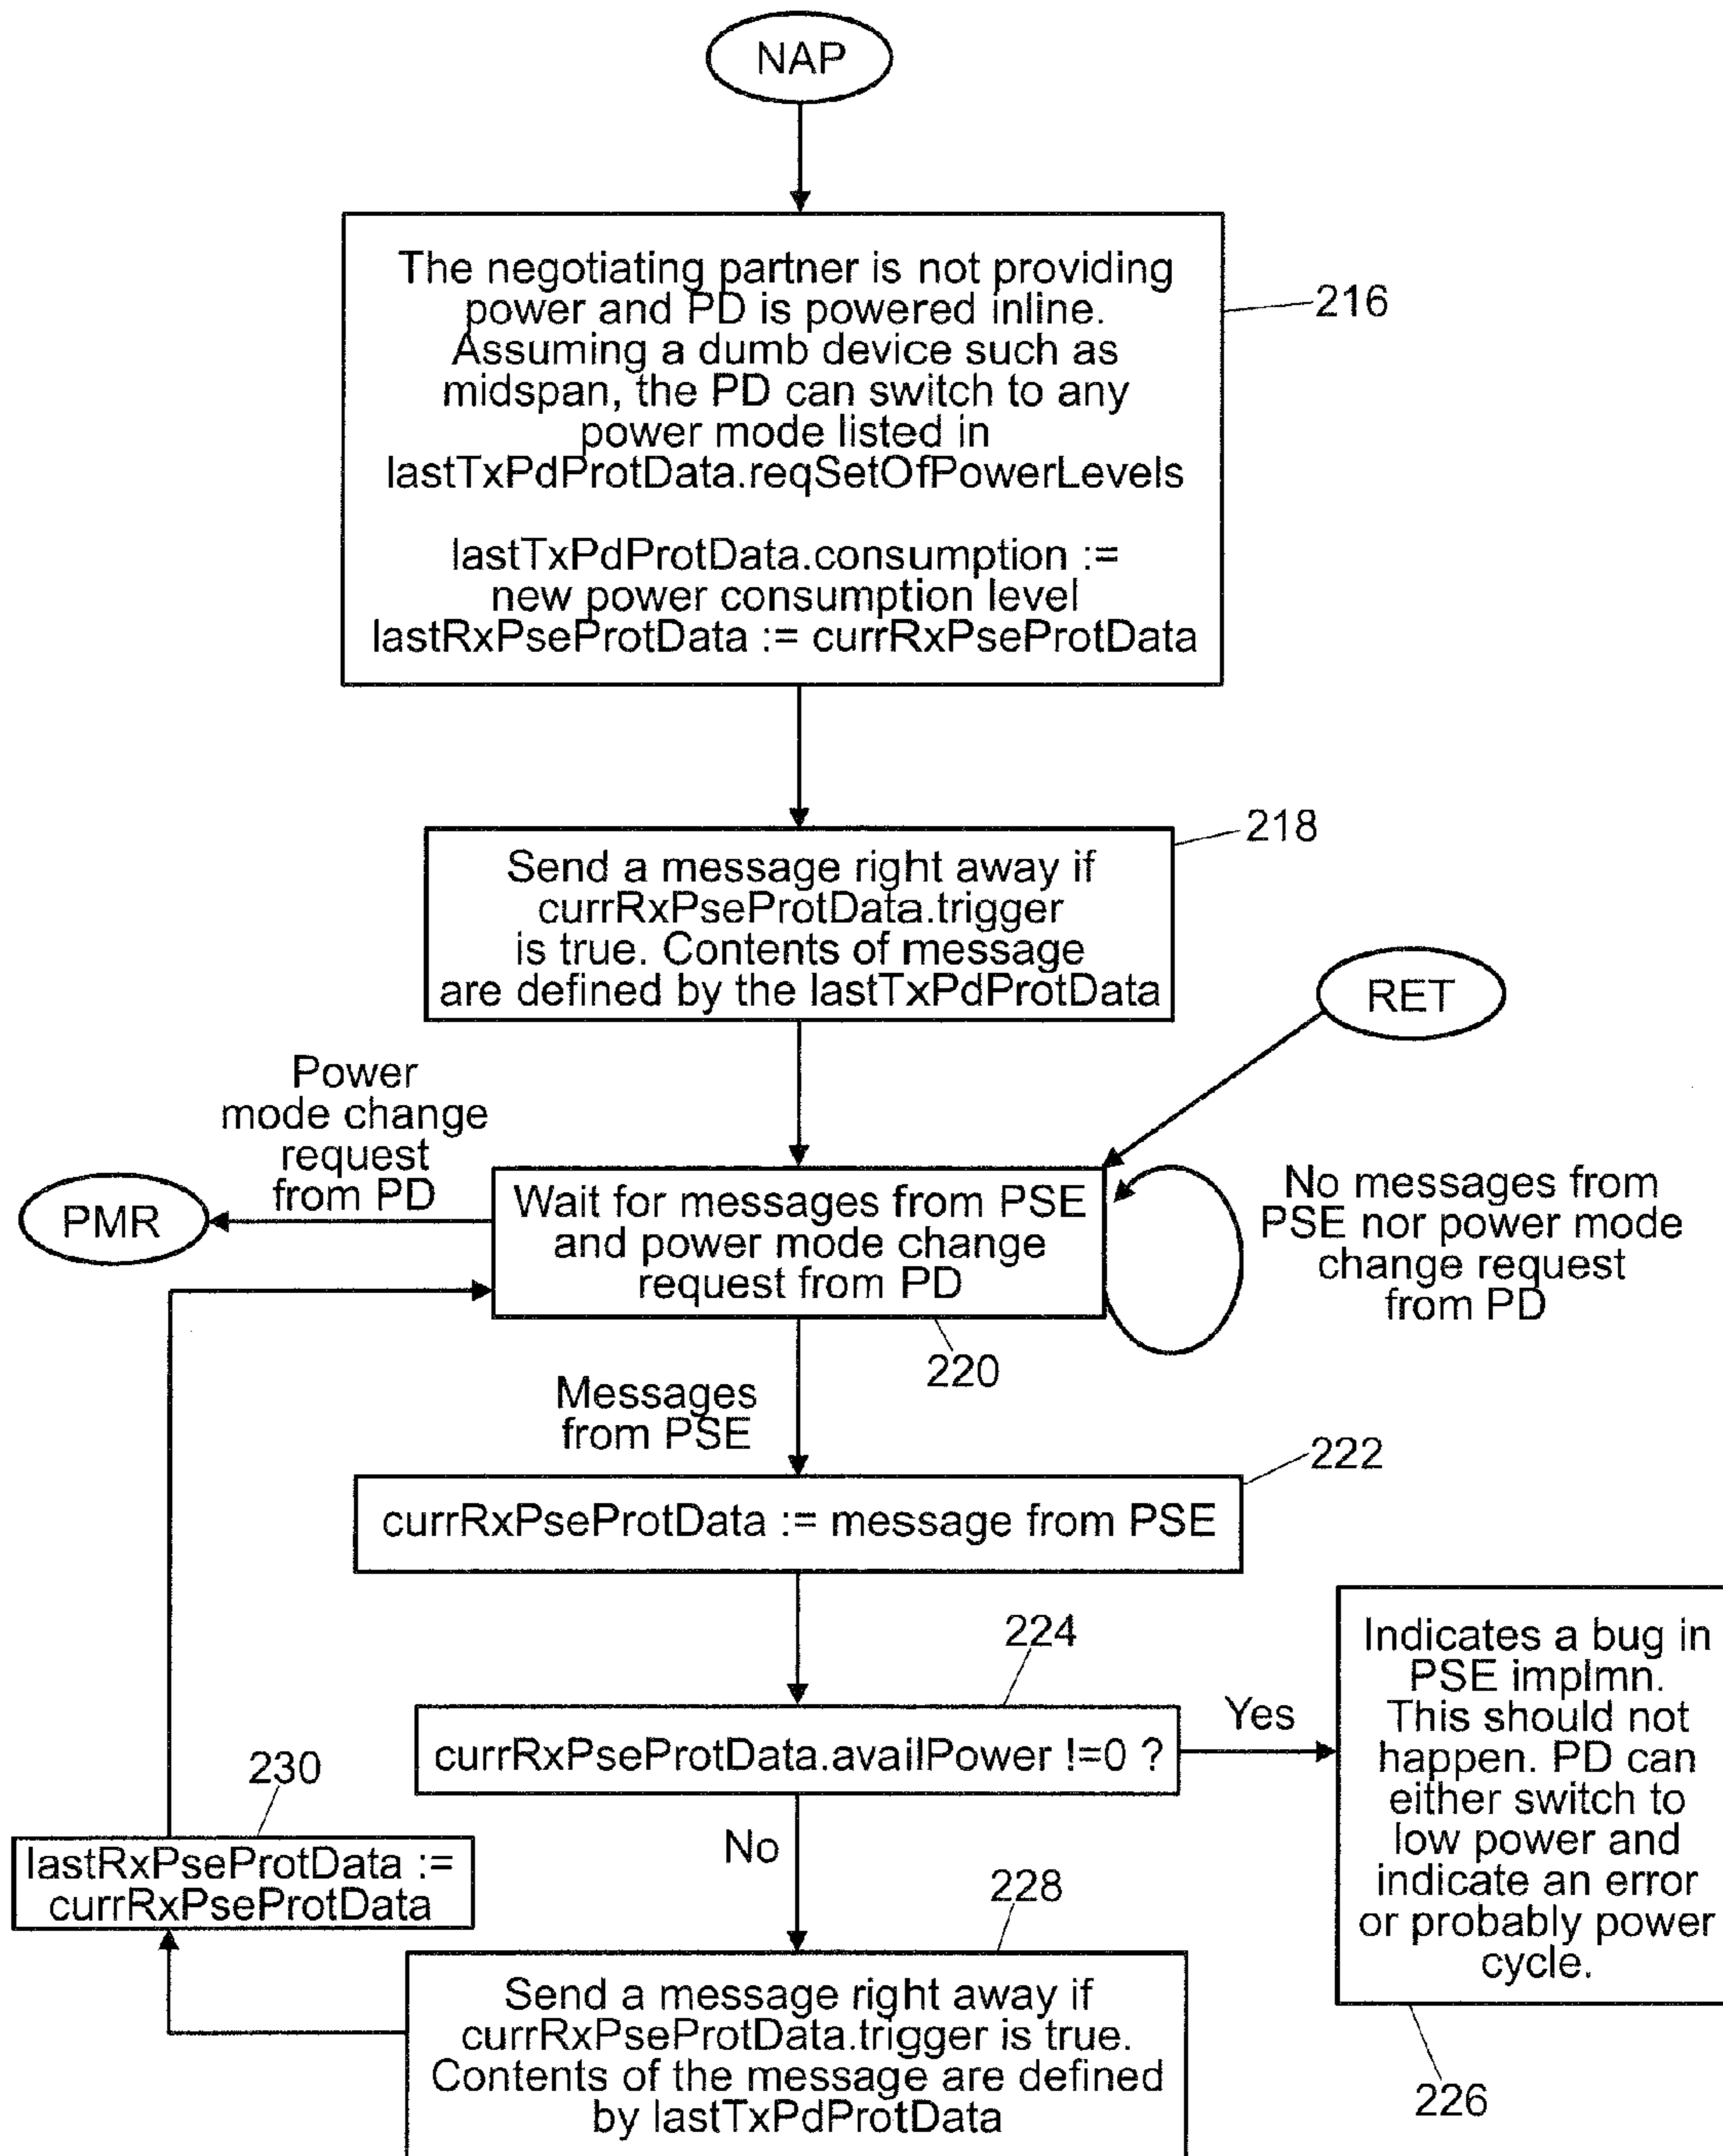 NAP
The negotiating partner is not providing
power and PD is powered inline.
Assuming a dumb device such as
midspan, the PD can switch to any
power mode listed in
lastTxPdProtData.reqSetOfPowerLevels
lastTxPdProtData.consumption :=
new power consumption level
lastRxPseProtData := currRxPseProtData
216
218
Send a message right away if
currRxPseProtData.trigger
is true. Contents of message
are defined by the lastTxPdProtData
RET
Power
mode change
request
from PD
PMR
Wait for messages from PSE
and power mode change
request from PD
No messages from
PSE nor power mode
change request
from PD
220
Messages
from PSE
222
currRxPseProtData := message from PSE
224
currRxPseProtData.availPower !=0 ?
Yes
Indicates a bug in
PSE implmn.
This should not
happen. PD can
either switch to
low power and
indicate an error
or probably power
cycle.
226
No
230
lastRxPseProtData :=
currRxPseProtData
228
Send a message right away if
currRxPseProtData.trigger is true.
Contents of the message are defined
by lastTxPdProtData